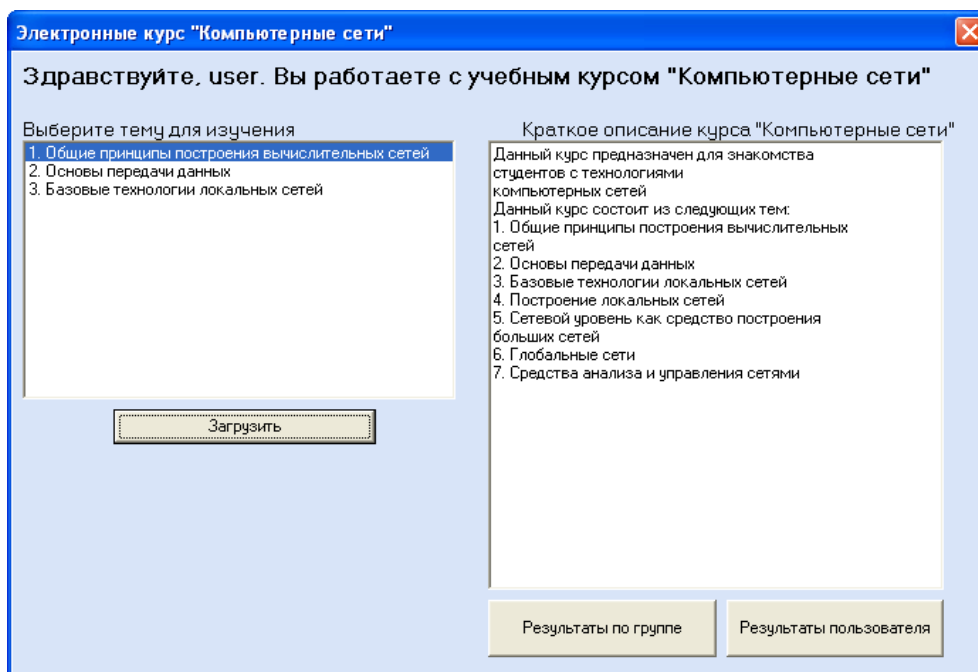 Электронные курс "Компьютерные сети"
Здравствуйте, user. Вы работаете с учебным курсом "Компьютерные сети"
Выберите тему для изучения
1. Общие принципы построения вычислительных сетей
2. Основы передачи данных
3. Базовые технологии локальных сетей
Загрузить
Краткое описание курса "Компьютерные сети"
Данный курс предназначен для знакомства
студентов с технологиями
компьютерных сетей
Данный курс состоит из следующих тем:
1. Общие принципы построения вычислительных
сетей
2. Основы передачи данных
3. Базовые технологии локальных сетей
4. Построение локальных сетей
5. Сетевой уровень как средство построения
больших сетей
6. Глобальные сети
7. Средства анализа и управления сетями
Результаты по группе
Результаты пользователя